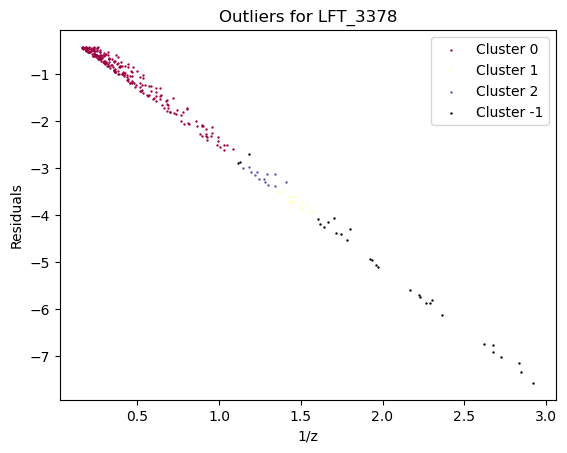 Outliers for LFT_3378
Cluster 0
Cluster 1
Cluster 2
Cluster -1
Residuals
−1
−2
−3
−4
−5
−6
−7
0.5 1.0 1.5 2.0 2.5 3.0
1/z